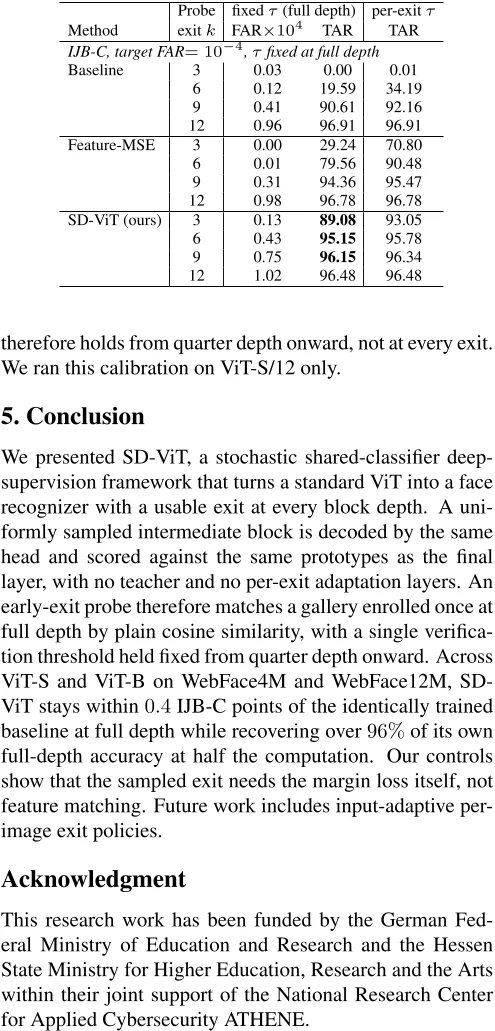 Probe fixed τ (full depth) per-exit τ
Method exit k FAR×10⁴ TAR TAR
IJB-C, target FAR= 10⁻⁴, τ fixed at full depth
Baseline 3 0.03 0.00 0.01
6 0.12 19.59 34.19
9 0.41 90.61 92.16
12 0.96 96.91 96.91
Feature-MSE 3 0.00 29.24 70.80
6 0.01 79.56 90.48
9 0.31 94.36 95.47
12 0.98 96.78 96.78
SD-ViT (ours) 3 0.13 89.08 93.05
6 0.43 95.15 95.78
9 0.75 96.15 96.34
12 1.02 96.48 96.48
therefore holds from quarter depth onward, not at every exit.
We ran this calibration on ViT-S/12 only.
5. Conclusion
We presented SD-ViT, a stochastic shared-classifier deep-
supervision framework that turns a standard ViT into a face
recognizer with a usable exit at every block depth. A uni-
formly sampled intermediate block is decoded by the same
head and scored against the same prototypes as the final
layer, with no teacher and no per-exit adaptation layers. An
early-exit probe therefore matches a gallery enrolled once at
full depth by plain cosine similarity, with a single verifica-
tion threshold held fixed from quarter depth onward. Across
ViT-S and ViT-B on WebFace4M and WebFace12M, SD-
ViT stays within 0.4 IJB-C points of the identically trained
baseline at full depth while recovering over 96% of its own
full-depth accuracy at half the computation. Our controls
show that the sampled exit needs the margin loss itself, not
feature matching. Future work includes input-adaptive per-
image exit policies.
Acknowledgment
This research work has been funded by the German Fed-
eral Ministry of Education and Research and the Hessen
State Ministry for Higher Education, Research and the Arts
within their joint support of the National Research Center
for Applied Cybersecurity ATHENE.